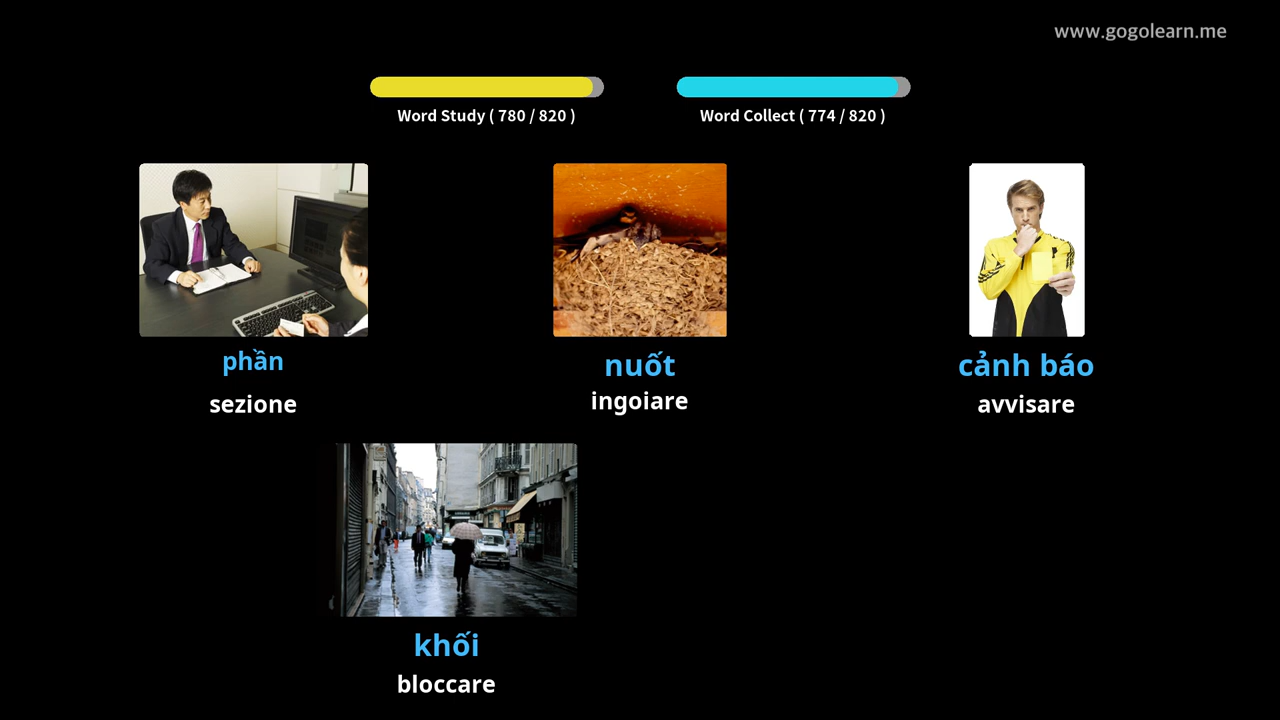 www.gogolearn.me
Word Study ( 780 / 820 )
Word Collect ( 774 / 820 )
phần
sezione
nuốt
ingoiare
cảnh báo
avvisare
khối
bloccare